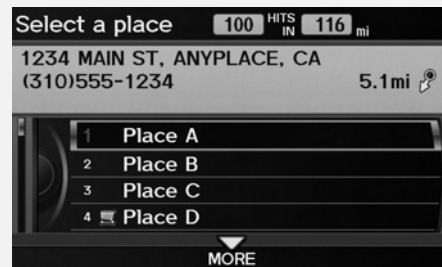 Select a place 100 HITS IN 116 mi
1234 MAIN ST, ANYPLACE, CA
(310)555-1234 5.1mi
1 Place A
2 Place B
3 Place C
4 Place D
MORE